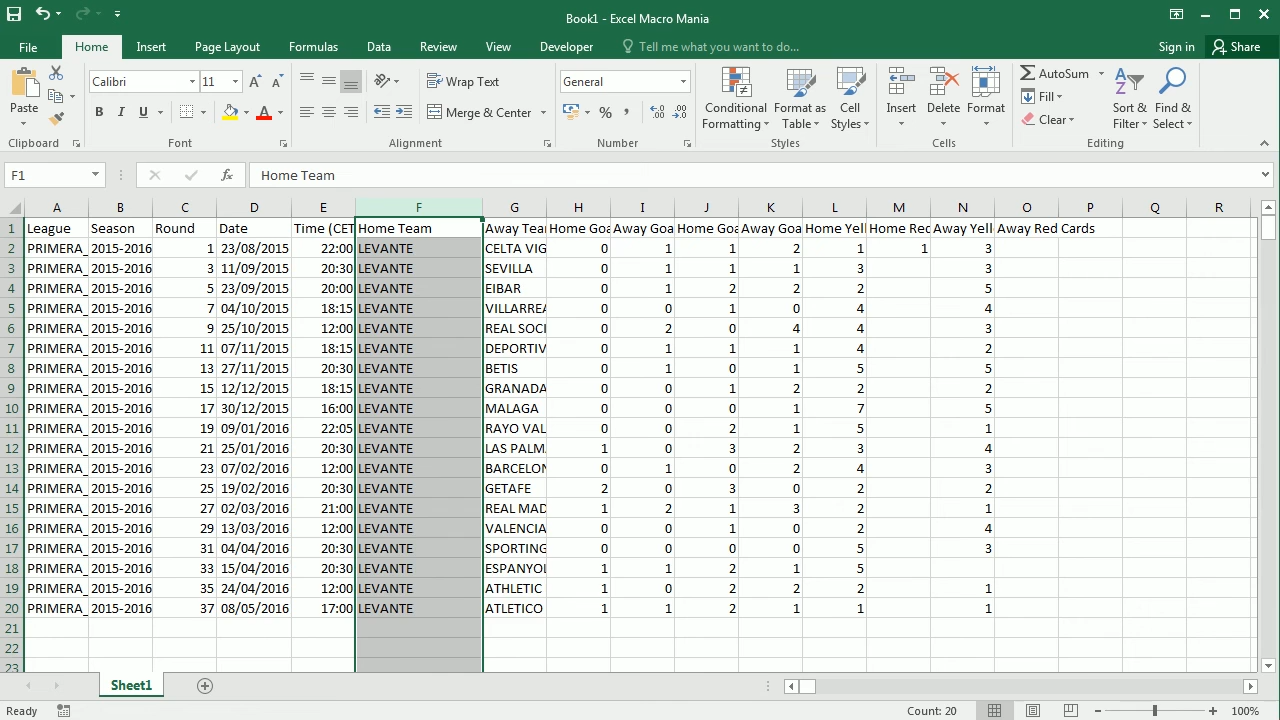 Book1 - Excel Macro Mania
File Home Insert Page Layout Formulas Data Review View Developer Tell me what you want to do... Sign in Share
Calibri 11 Wrap Text General AutoSum
Fill
Paste B I U Merge & Center % , Conditional Formatting Format as Table Cell Styles Insert Delete Format Clear Sort & Filter Find & Select
Clipboard Font Alignment Number Styles Cells Editing
F1 fx Home Team
A B C D E F G H I J K L M N O P Q R
1 League Season Round Date Time (CET Home Team Away Tear Home Goa Away Goa Home Goa Away Goa Home Yell Home Red Away Yell Away Red Cards
2 PRIMERA_ 2015-2016 1 23/08/2015 22:00 LEVANTE CELTA VIG 0 1 1 2 1 1 3
3 PRIMERA_ 2015-2016 3 11/09/2015 20:30 LEVANTE SEVILLA 0 1 1 1 3 3
4 PRIMERA_ 2015-2016 5 23/09/2015 20:00 LEVANTE EIBAR 0 1 2 2 2 5
5 PRIMERA_ 2015-2016 7 04/10/2015 18:15 LEVANTE VILLARREA 0 0 1 0 4 4
6 PRIMERA_ 2015-2016 9 25/10/2015 12:00 LEVANTE REAL SOCI 0 2 0 4 4 3
7 PRIMERA_ 2015-2016 11 07/11/2015 18:15 LEVANTE DEPORTIV 0 1 1 1 4 2
8 PRIMERA_ 2015-2016 13 27/11/2015 20:30 LEVANTE BETIS 0 1 0 1 5 5
9 PRIMERA_ 2015-2016 15 12/12/2015 18:15 LEVANTE GRANADA 0 0 1 2 2 2
10 PRIMERA_ 2015-2016 17 30/12/2015 16:00 LEVANTE MALAGA 0 0 0 1 7 5
11 PRIMERA_ 2015-2016 19 09/01/2016 22:05 LEVANTE RAYO VAL 0 0 2 1 5 1
12 PRIMERA_ 2015-2016 21 25/01/2016 20:30 LEVANTE LAS PALM 1 0 3 2 3 4
13 PRIMERA_ 2015-2016 23 07/02/2016 12:00 LEVANTE BARCELON 0 1 0 2 4 3
14 PRIMERA_ 2015-2016 25 19/02/2016 20:30 LEVANTE GETAFE 2 0 3 0 2 2
15 PRIMERA_ 2015-2016 27 02/03/2016 21:00 LEVANTE REAL MAD 1 2 1 3 2 1
16 PRIMERA_ 2015-2016 29 13/03/2016 12:00 LEVANTE VALENCIA 0 0 1 0 2 4
17 PRIMERA_ 2015-2016 31 04/04/2016 20:30 LEVANTE SPORTING 0 0 0 0 5 3
18 PRIMERA_ 2015-2016 33 15/04/2016 20:30 LEVANTE ESPANYOL 1 1 2 1 5
19 PRIMERA_ 2015-2016 35 24/04/2016 12:00 LEVANTE ATHLETIC 1 0 2 2 2 1
20 PRIMERA_ 2015-2016 37 08/05/2016 17:00 LEVANTE ATLETICO 1 1 2 1 1 1
21
22
23
Sheet1
Ready Count: 20 100%